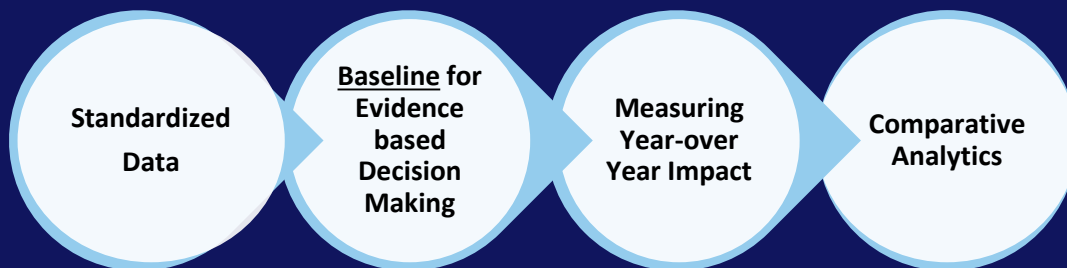 Standardized
Data
Baseline for
Evidence
based
Decision
Making
Measuring
Year-over
Year Impact
Comparative
Analytics